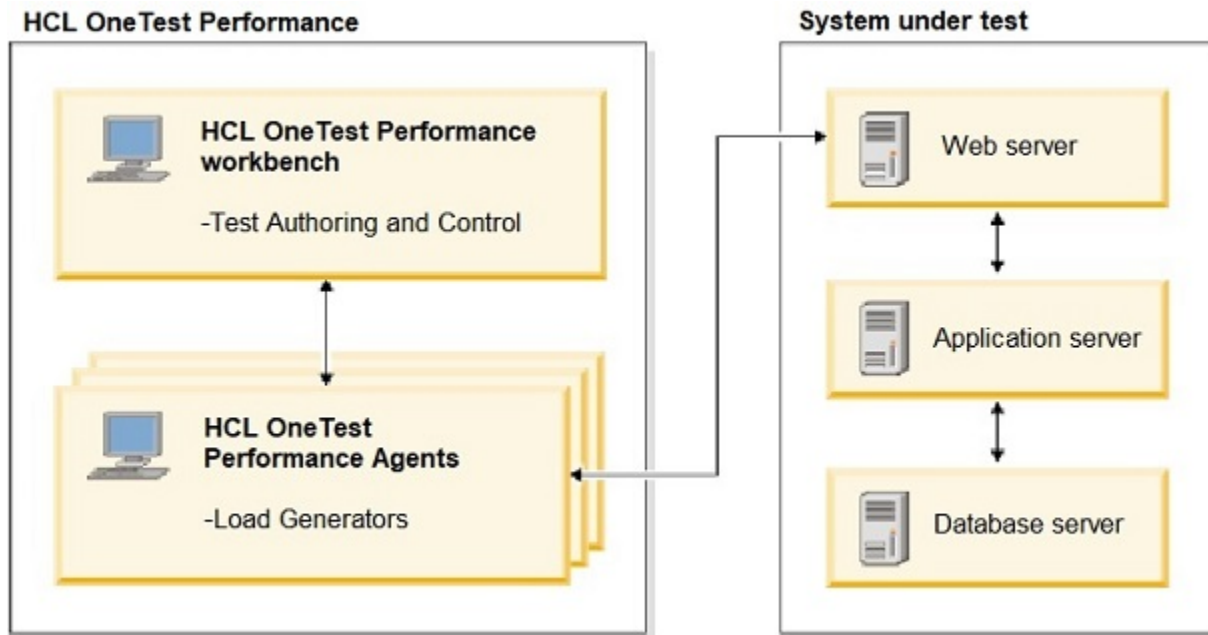 HCL OneTest Performance
HCL OneTest Performance
workbench
-Test Authoring and Control
HCL OneTest
Performance Agents
-Load Generators
System under test
Web server
Application server
Database server